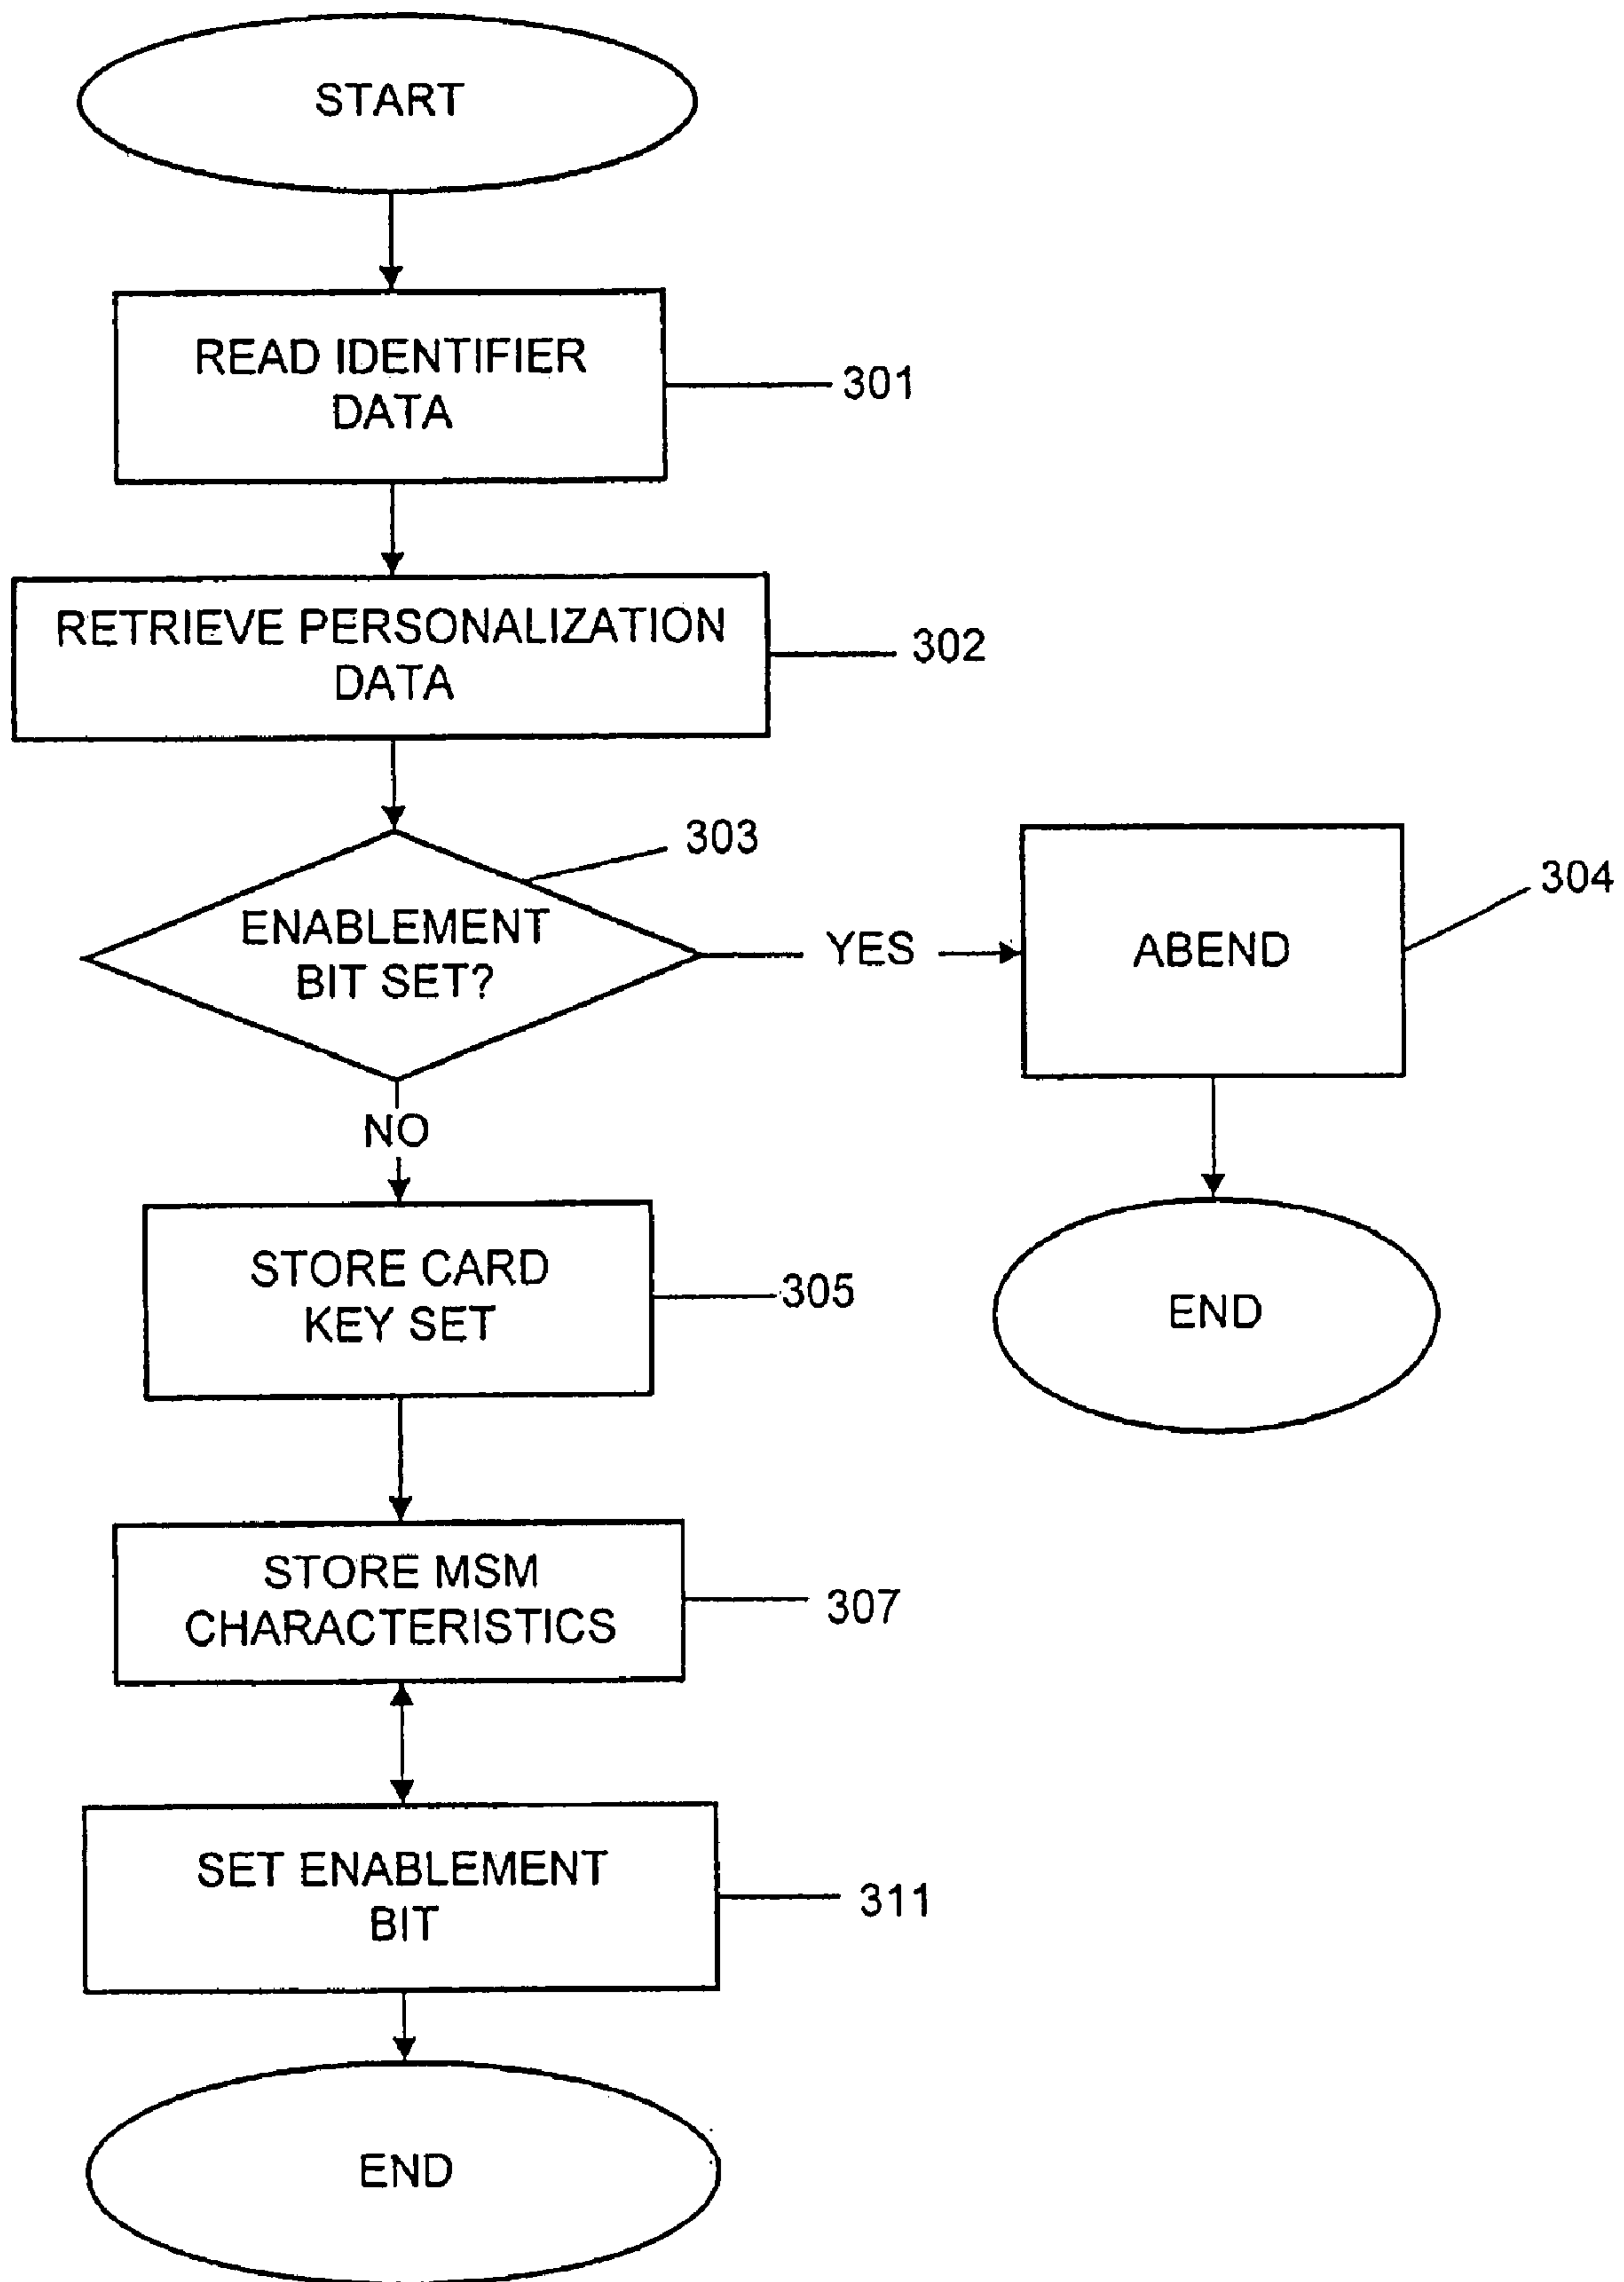 START
READ IDENTIFIER
DATA
301
RETRIEVE PERSONALIZATION
DATA
302
303
ENABLEMENT
BIT SET?
YES
ABEND
304
NO
STORE CARD
KEY SET
305
END
STORE MSM
CHARACTERISTICS
307
SET ENABLEMENT
BIT
311
END